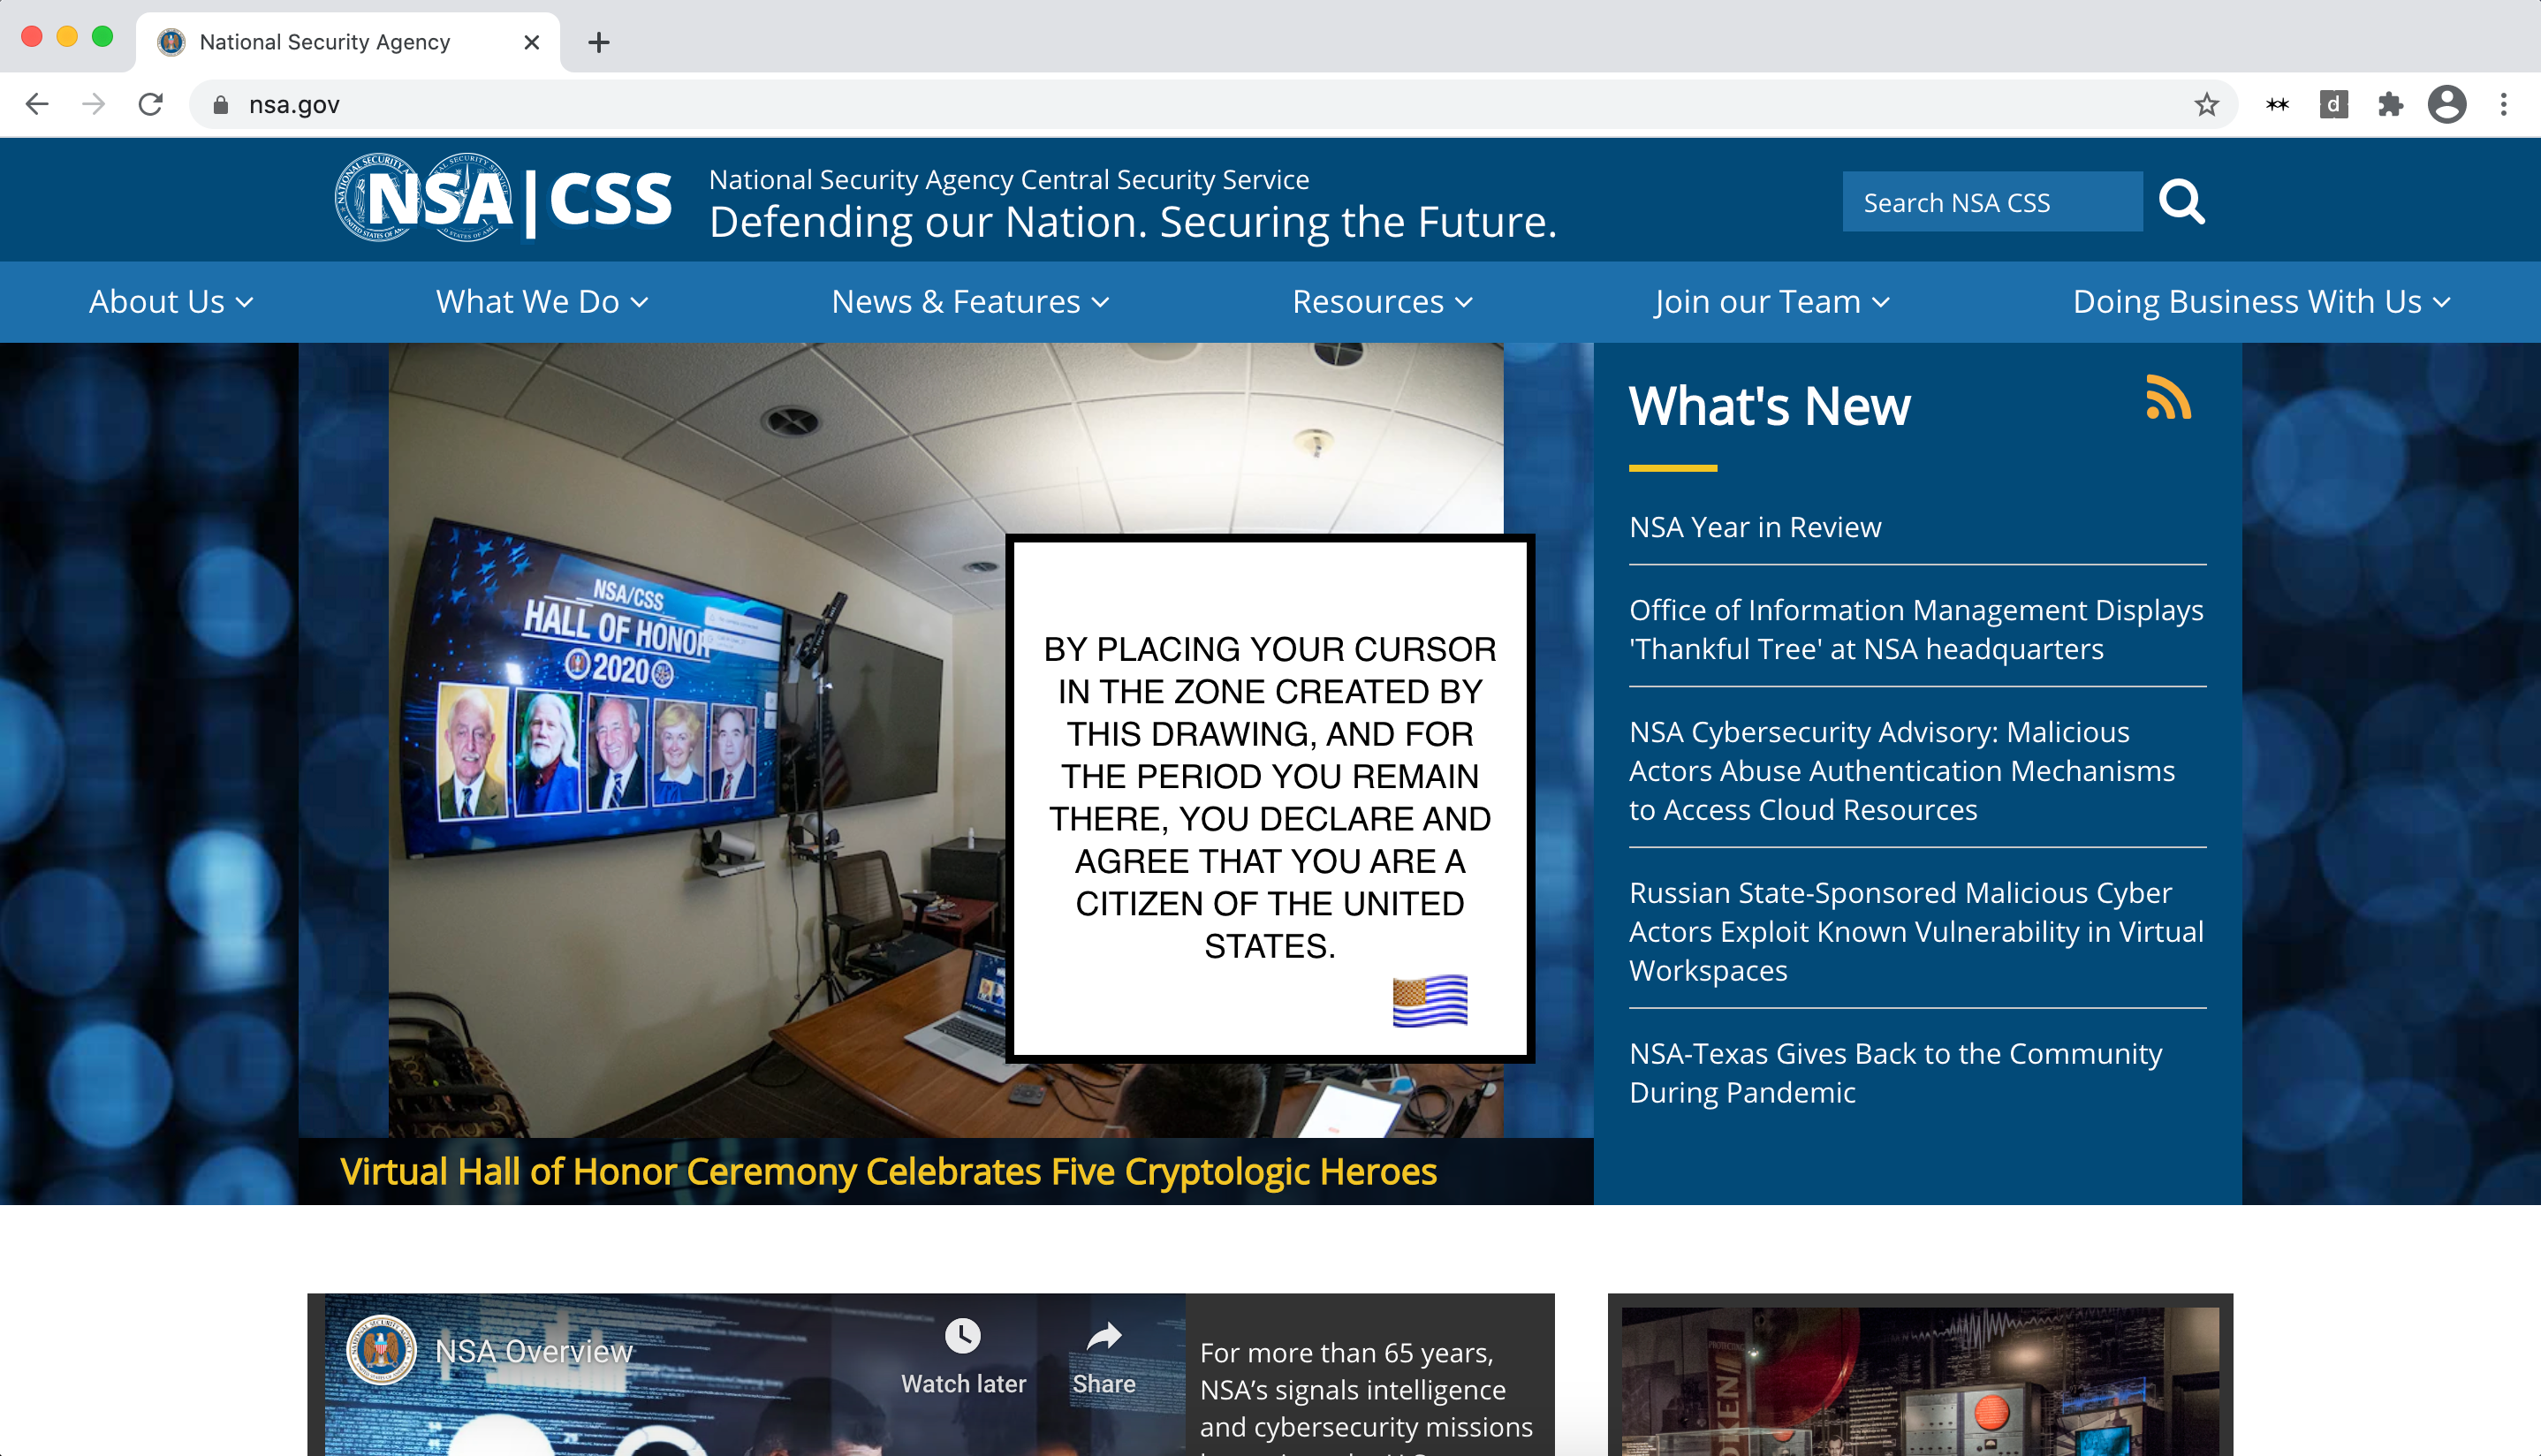 National Security Agency
nsa.gov
d
NSA|CSS
National Security Agency Central Security Service
Defending our Nation. Securing the Future.
Search NSA CSS
About Us
What We Do
News & Features
Resources
Join our Team
Doing Business With Us
NSA/CSS
HALL OF HONOR
2020
BY PLACING YOUR CURSOR
IN THE ZONE CREATED BY
THIS DRAWING, AND FOR
THE PERIOD YOU REMAIN
THERE, YOU DECLARE AND
AGREE THAT YOU ARE A
CITIZEN OF THE UNITED
STATES.
Virtual Hall of Honor Ceremony Celebrates Five Cryptologic Heroes
What's New
NSA Year in Review
Office of Information Management Displays
'Thankful Tree' at NSA headquarters
NSA Cybersecurity Advisory: Malicious
Actors Abuse Authentication Mechanisms
to Access Cloud Resources
Russian State-Sponsored Malicious Cyber
Actors Exploit Known Vulnerability in Virtual
Workspaces
NSA-Texas Gives Back to the Community
During Pandemic
NSA Overview
Watch later
Share
For more than 65 years,
NSA's signals intelligence
and cybersecurity missions